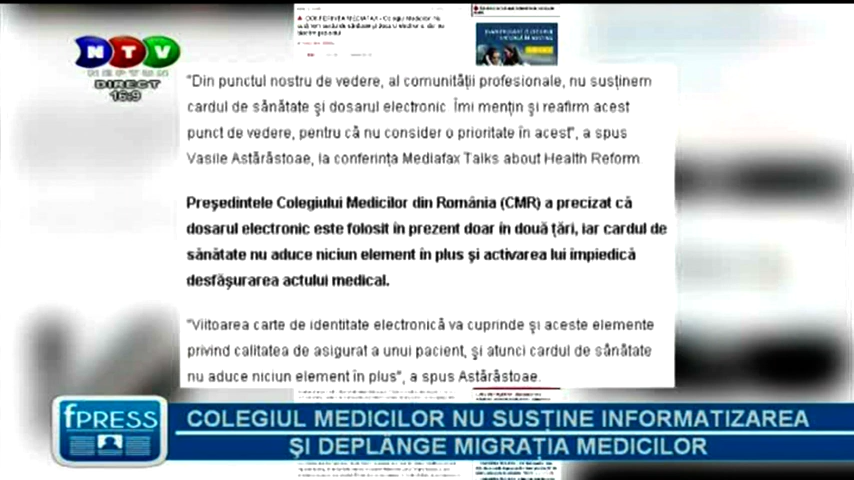 CONFERINȚA MEDIAFAX - Colegiul Medicilor nu
NTV
NEPTUN
DIRECT
16:9
"Din punctul nostru de vedere, al comunității profesionale, nu susținem
cardul de sănătate și dosarul electronic. Îmi mențin și reafirm acest
punct de vedere, pentru că nu consider o prioritate în acest", a spus
Vasile Astărăstoae, la conferința Mediafax Talks about Health Reform.
Președintele Colegiului Medicilor din România (CMR) a precizat că
dosarul electronic este folosit în prezent doar în două țări, iar cardul de
sănătate nu aduce niciun element în plus și activarea lui împiedică
desfășurarea actului medical.
"Viitoarea carte de identitate electronică va cuprinde și aceste elemente
privind calitatea de asigurat a unui pacient, și atunci cardul de sănătate
nu aduce niciun element în plus", a spus Astărăstoae.
fPRESS
COLEGIUL MEDICILOR NU SUSȚINE INFORMATIZAREA
ȘI DEPLÂNGE MIGRAȚIA MEDICILOR